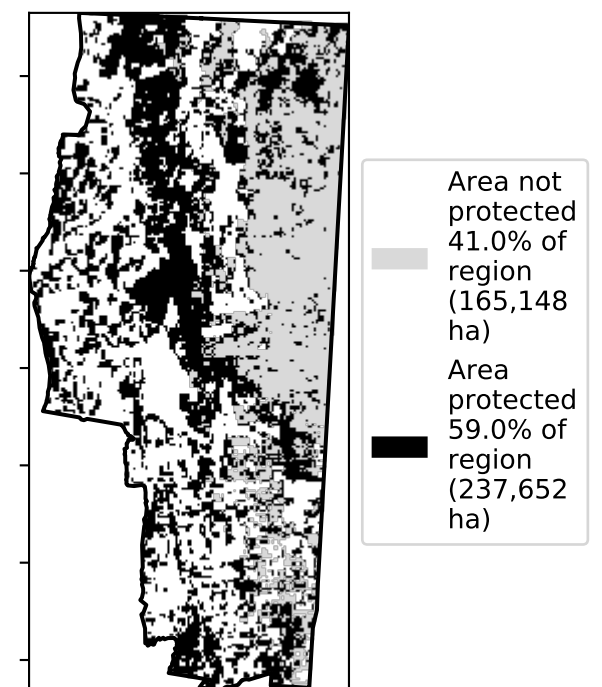 Area not
protected
41.0% of
region
(165,148
ha)
Area
protected
59.0% of
region
(237,652
ha)